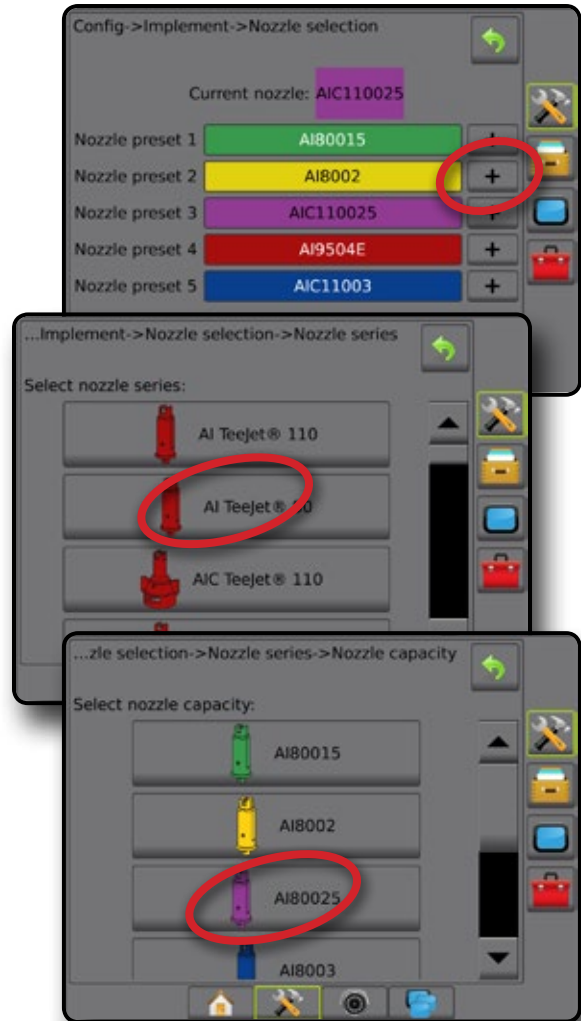 Config->Implement->Nozzle selection
Current nozzle: AIC110025
Nozzle preset 1 AI80015 +
Nozzle preset 2 AI8002 +
Nozzle preset 3 AIC110025 +
Nozzle preset 4 AI9504E +
Nozzle preset 5 AIC11003 +
...Implement->Nozzle selection->Nozzle series
Select nozzle series:
AI TeeJet® 110
AI TeeJet® 80
AIC TeeJet® 110
...zle selection->Nozzle series->Nozzle capacity
Select nozzle capacity:
AI80015
AI8002
AI80025
AI8003